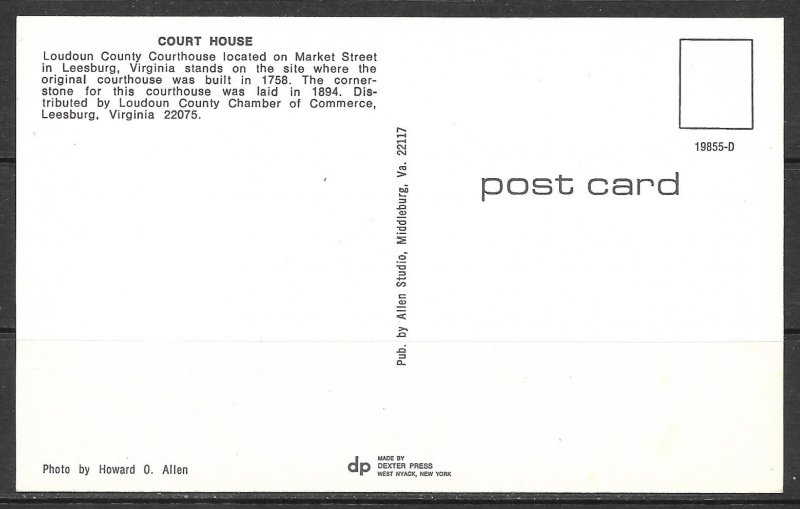 COURT HOUSE
Loudoun County Courthouse located on Market Street
in Leesburg, Virginia stands on the site where the
original courthouse was built in 1758. The corner-
stone for this courthouse was laid in 1894. Dis-
tributed by Loudoun County Chamber of Commerce,
Leesburg, Virginia 22075.
19855-D
post card
Pub. by Allen Studio, Middleburg, Va. 22117
Photo by Howard O. Allen
dp
MADE BY
DEXTER PRESS
WEST NYACK, NEW YORK